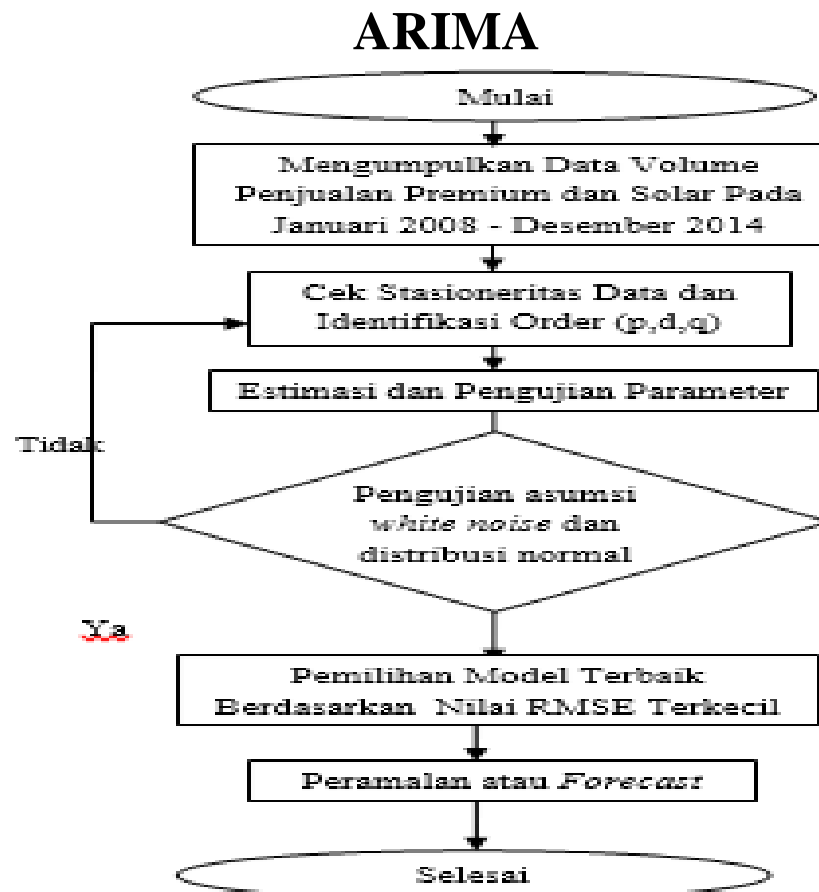 ARIMA
Mulai
Mengumpulkan Data Volume
Penjualan Premium dan Solar Pada
Januari 2008 - Desember 2014
Cek Stasioneritas Data dan
Identifikasi Order (p,d,q)
Estimasi dan Pengujian Parameter
Tidak
Pengujian asumsi
white noise dan
distribusi normal
Ya
Pemilihan Model Terbaik
Berdasarkan Nilai RMSE Terkecil
Peramalan atau Forecast
Selesai